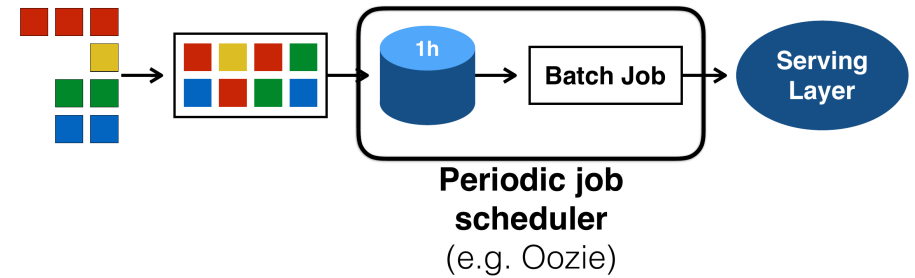 1h
Batch Job
Serving
Layer
Periodic job
scheduler
(e.g. Oozie)